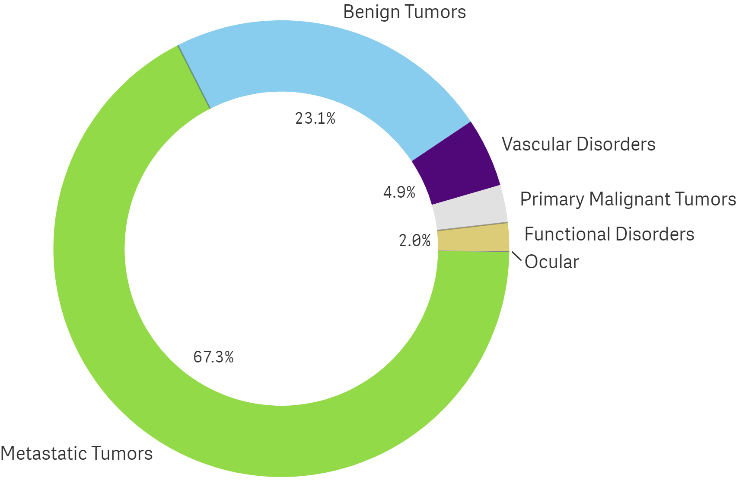 Benign Tumors
23.1%
Vascular Disorders
4.9%
Primary Malignant Tumors
Functional Disorders
2.0%
Ocular
67.3%
Metastatic Tumors